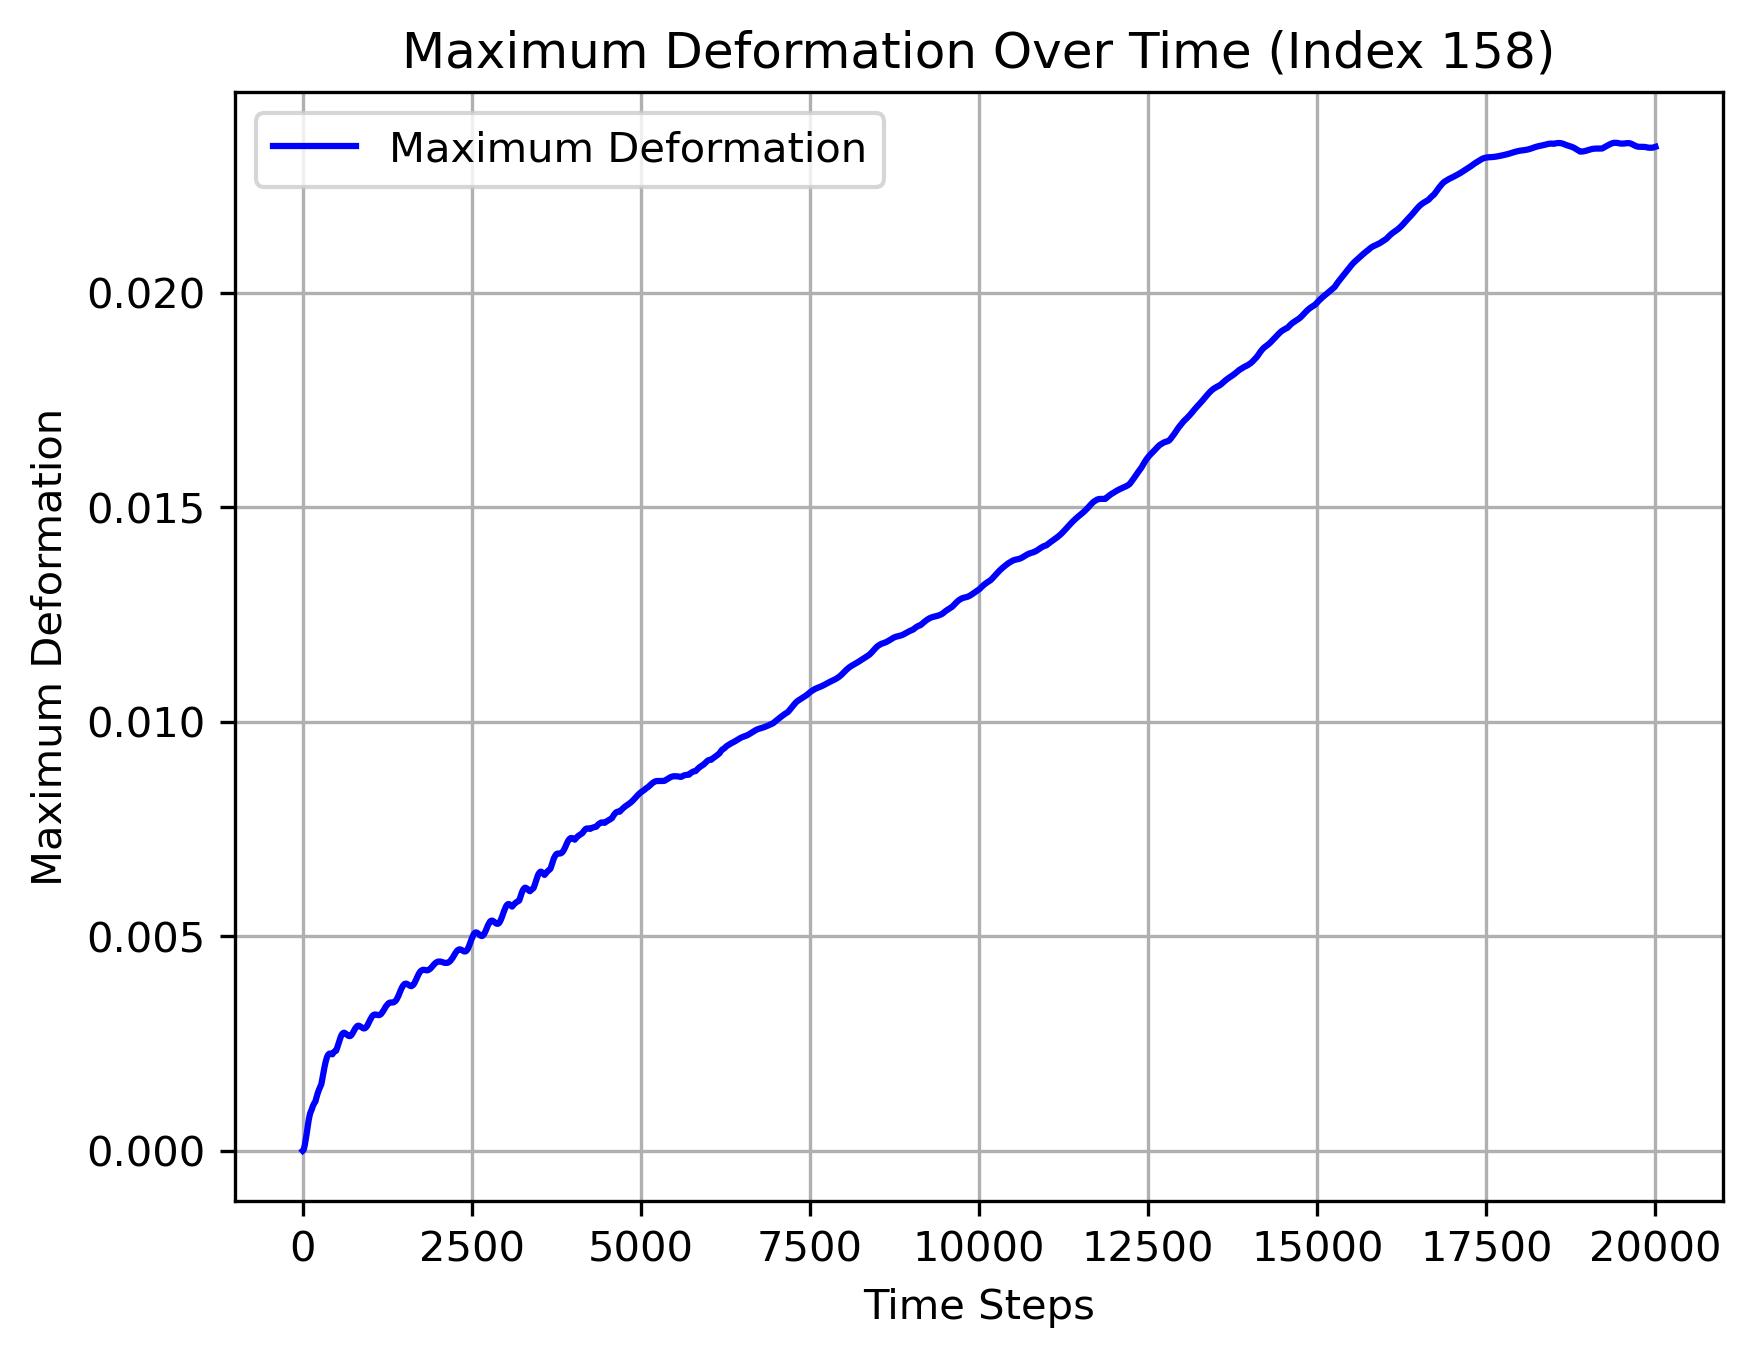 Maximum Deformation Over Time (Index 158)
Maximum Deformation
Maximum Deformation
0.020
0.015
0.010
0.005
0.000
0 2500 5000 7500 10000 12500 15000 17500 20000
Time Steps